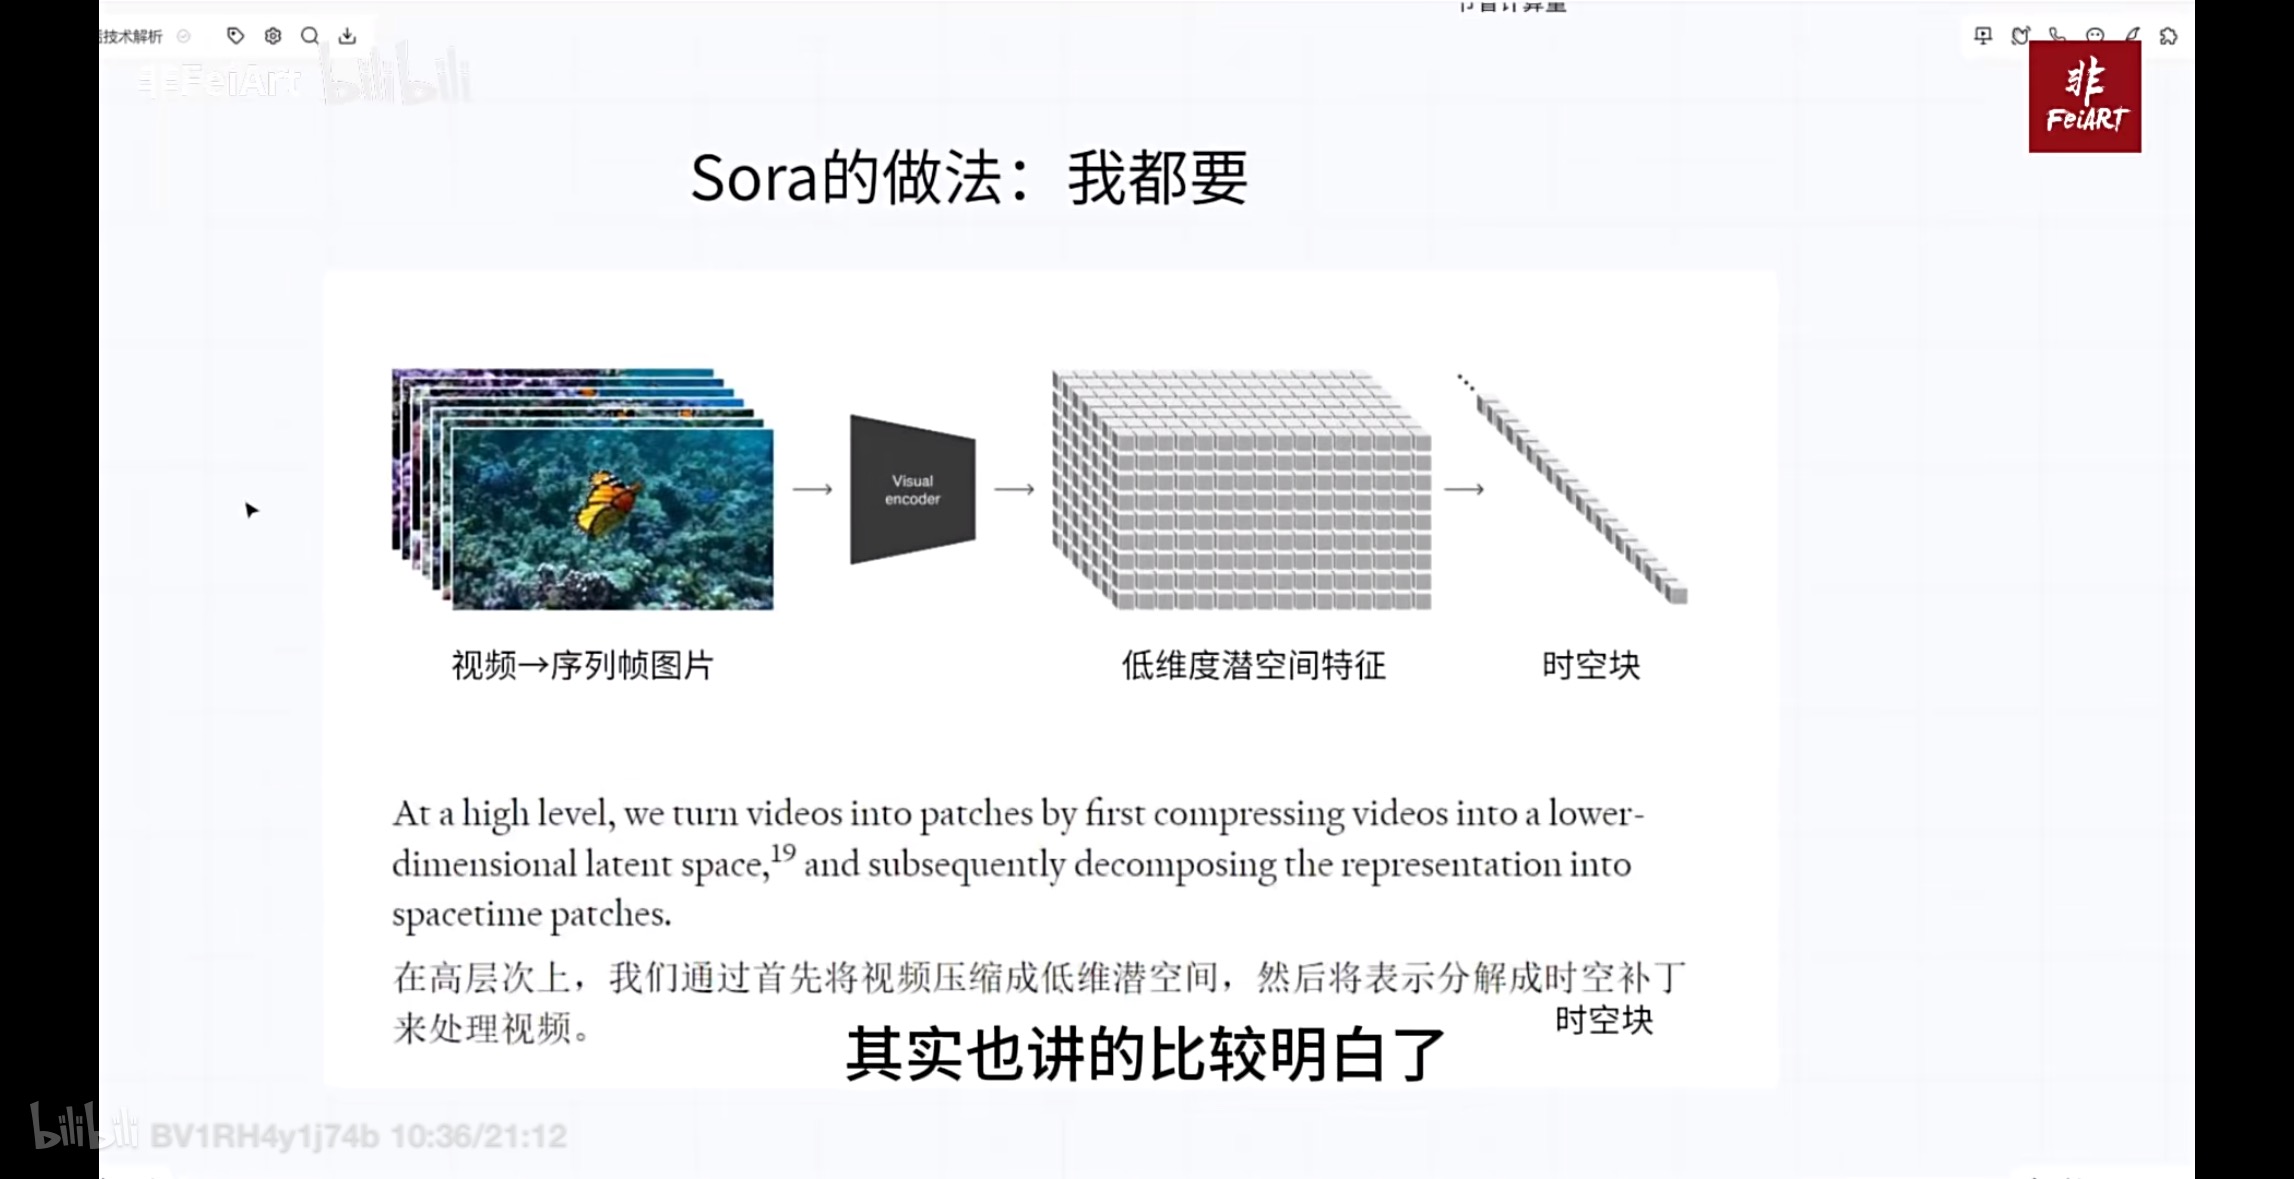 技术解析
非FeiArt bilibili
非
FeiART
Sora的做法：我都要
Visual
encoder
视频→序列帧图片
低维度潜空间特征
时空块
At a high level, we turn videos into patches by first compressing videos into a lower-
dimensional latent space,19 and subsequently decomposing the representation into
spacetime patches.
在高层次上，我们通过首先将视频压缩成低维潜空间，然后将表示分解成时空补丁
来处理视频。
时空块
其实也讲的比较明白了
bilibili BV1RH4y1j74b 10:36/21:12